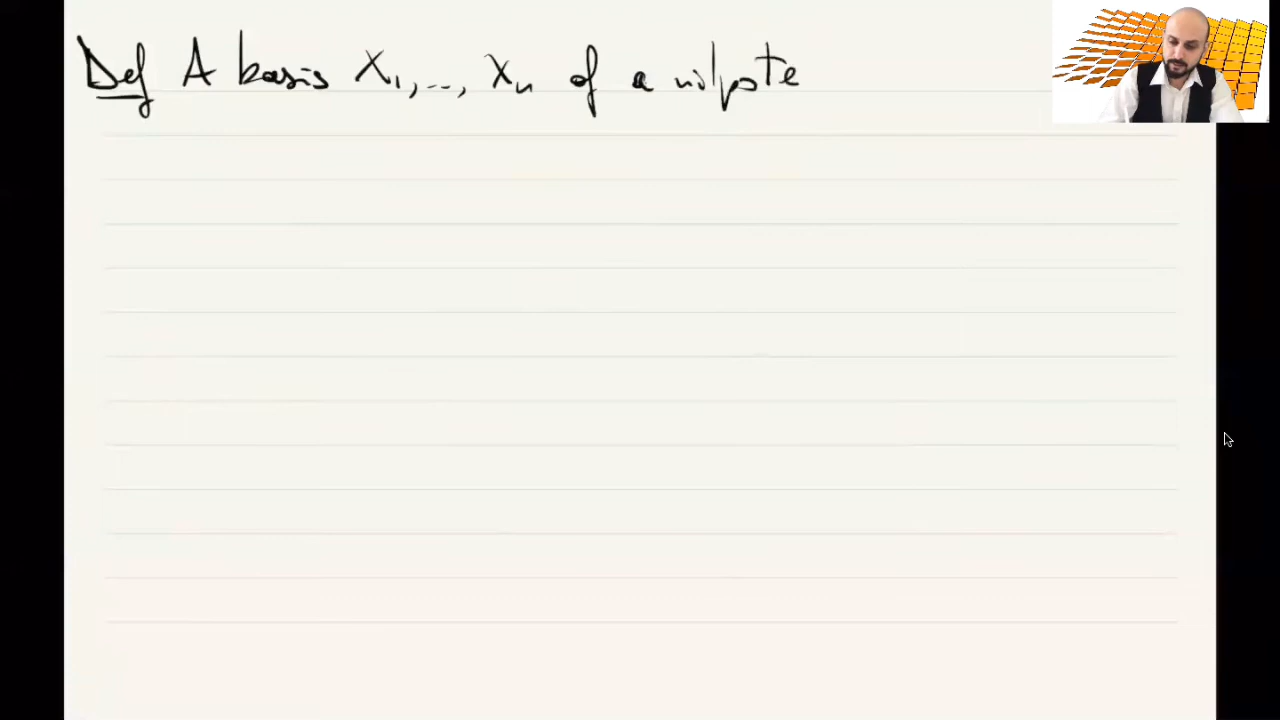 Def A basis X₁,..., Xₙ of a nilpote